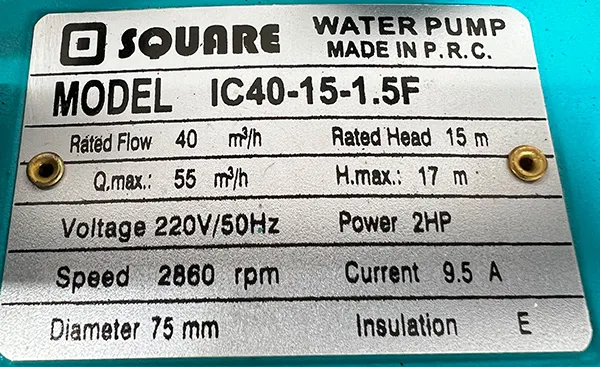 SQUARE WATER PUMP
MADE IN P.R.C.
MODEL IC40-15-1.5F
Rated Flow 40 m³/h Rated Head 15 m
Q.max.: 55 m³/h H.max.: 17 m
Voltage 220V/50Hz Power 2HP
Speed 2860 rpm Current 9.5 A
Diameter 75 mm Insulation E